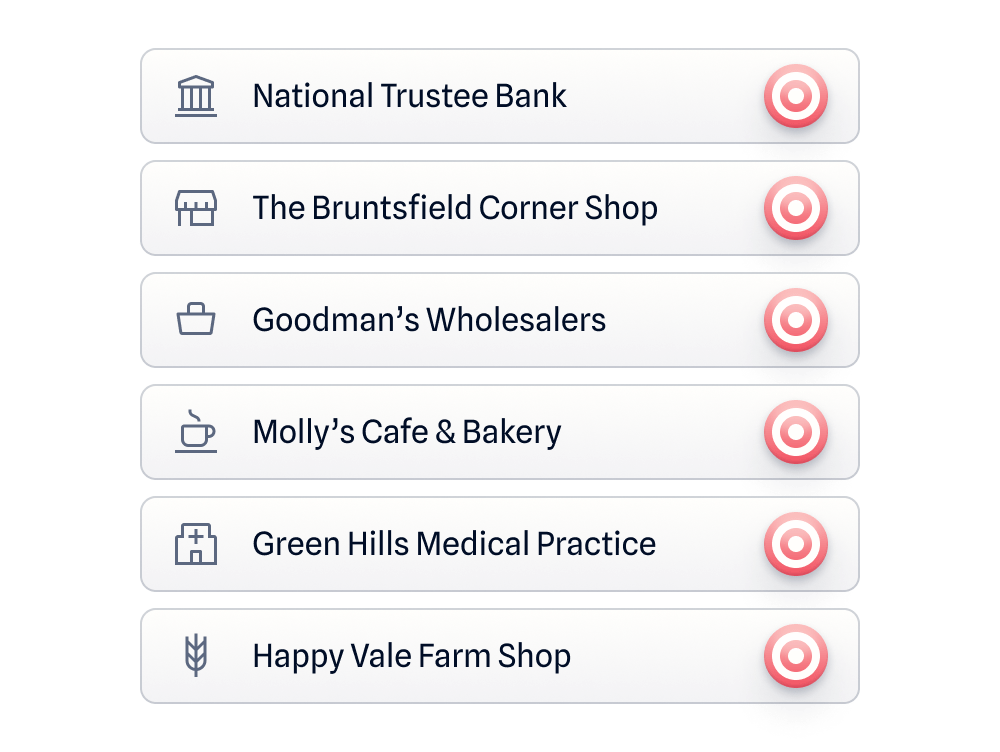 National Trustee Bank
The Bruntsfield Corner Shop
Goodman’s Wholesalers
Molly’s Cafe & Bakery
Green Hills Medical Practice
Happy Vale Farm Shop